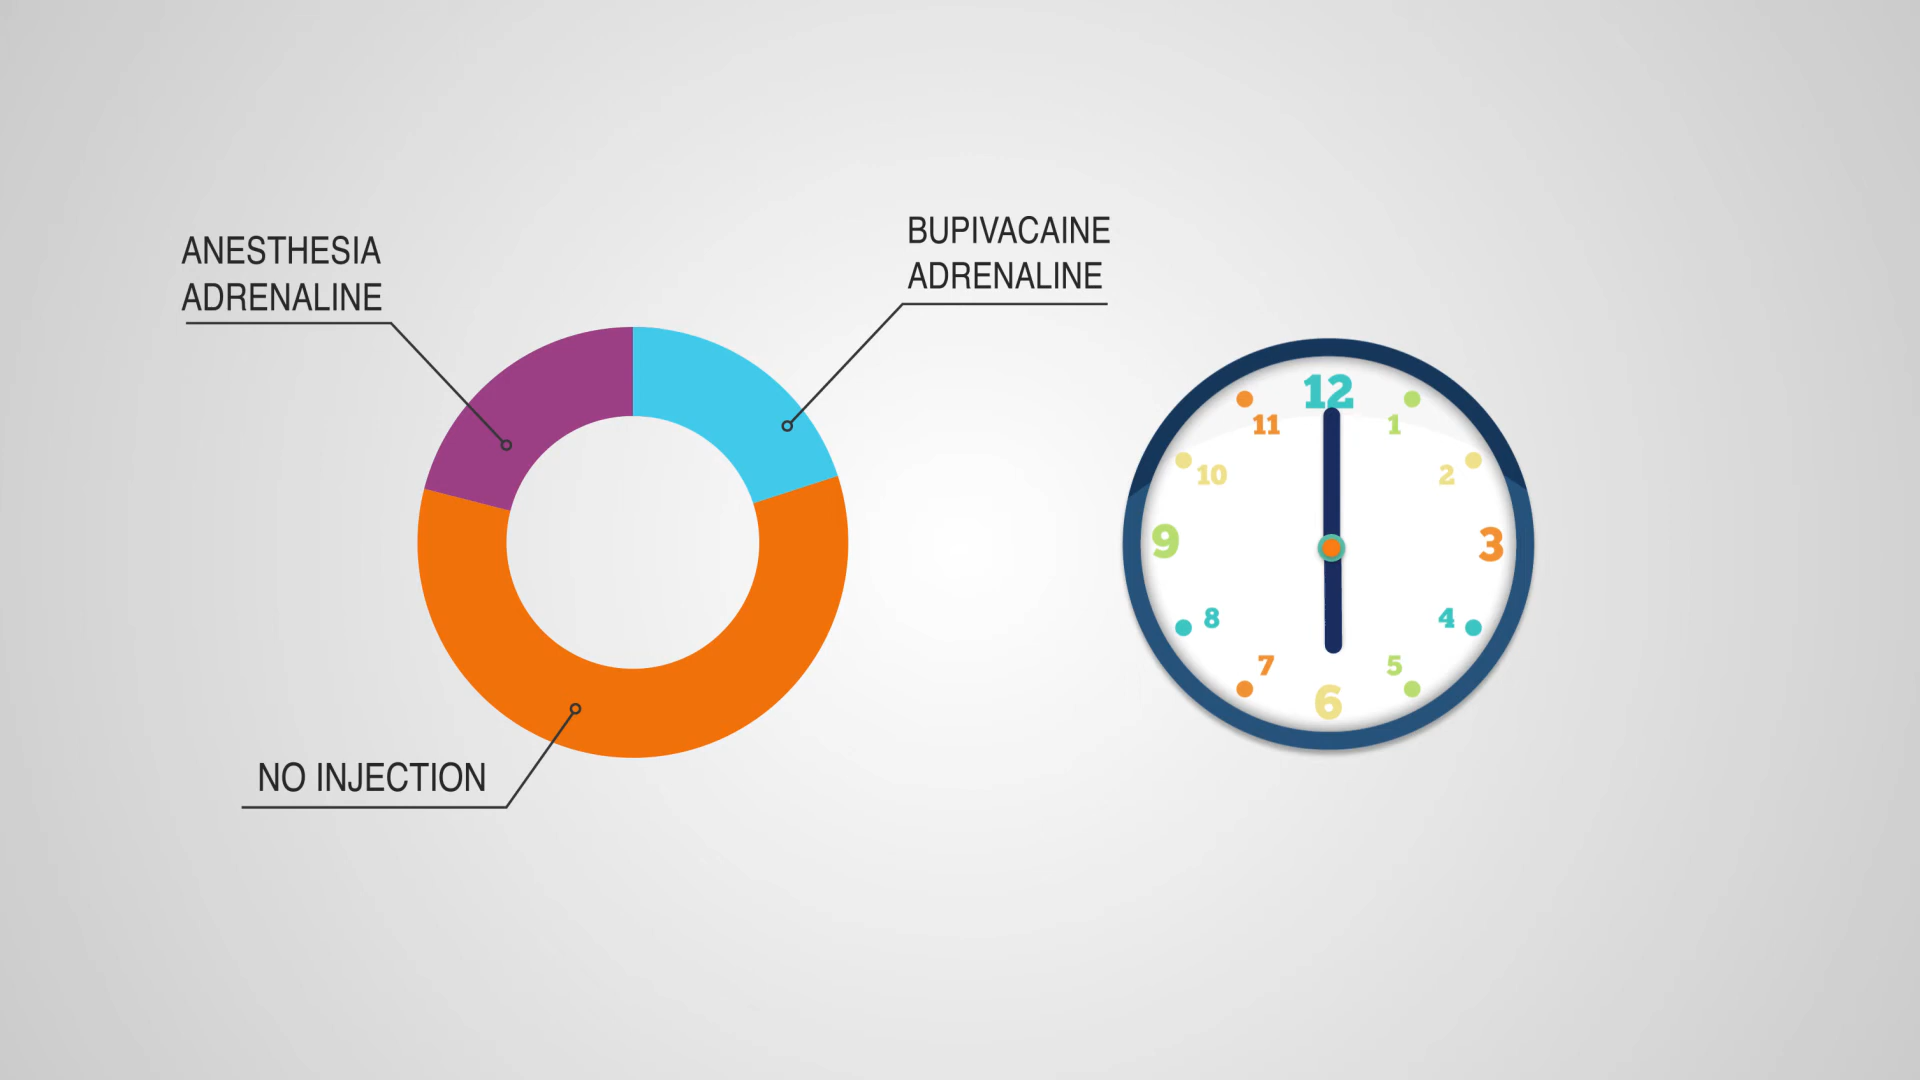 ANESTHESIA
ADRENALINE
BUPIVACAINE
ADRENALINE
NO INJECTION
12
11
1
10
2
9
3
8
4
7
5
6